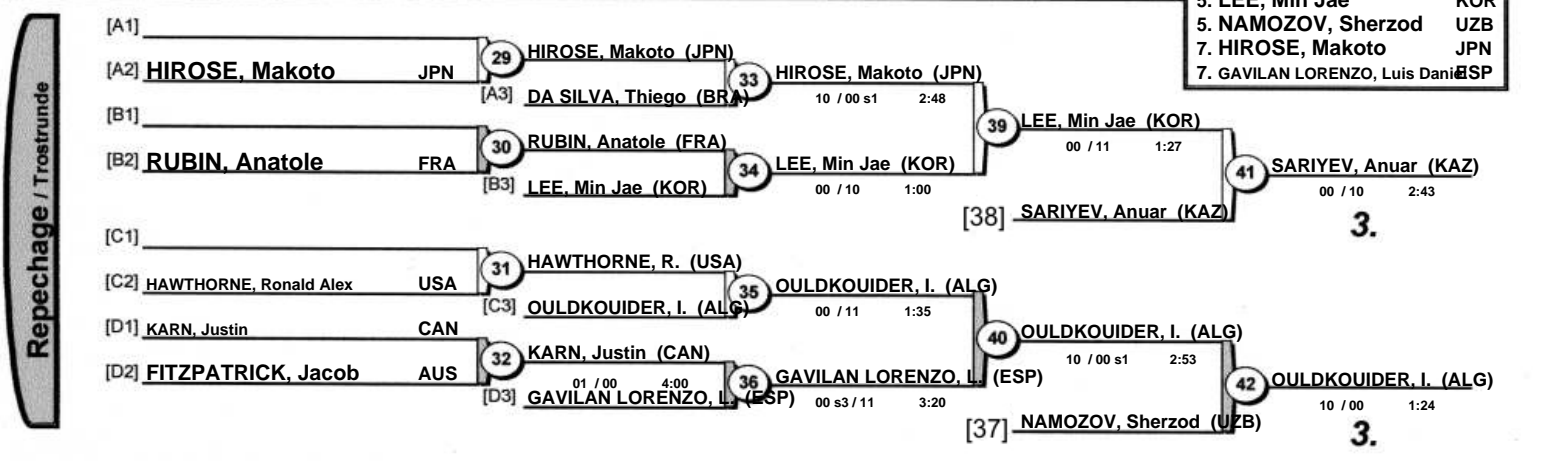 5. LEE, Min Jae KOR
5. NAMOZOV, Sherzod UZB
7. HIROSE, Makoto JPN
7. GAVILAN LORENZO, Luis Daniel ESP
Repechage / Trostrunde
[A1]
[A2] HIROSE, Makoto JPN
29 HIROSE, Makoto (JPN)
[A3] DA SILVA, Thiego (BRA)
33 HIROSE, Makoto (JPN)
10 / 00 s1 2:48
[B1]
[B2] RUBIN, Anatole FRA
30 RUBIN, Anatole (FRA)
[B3] LEE, Min Jae (KOR)
34 LEE, Min Jae (KOR)
00 / 10 1:00
39 LEE, Min Jae (KOR)
00 / 11 1:27
[38] SARIYEV, Anuar (KAZ)
41 SARIYEV, Anuar (KAZ)
00 / 10 2:43
3.
[C1]
[C2] HAWTHORNE, Ronald Alex USA
31 HAWTHORNE, R. (USA)
[C3] OULDKOUIDER, I. (ALG)
35 OULDKOUIDER, I. (ALG)
00 / 11 1:35
[D1] KARN, Justin CAN
[D2] FITZPATRICK, Jacob AUS
32 KARN, Justin (CAN)
01 / 00 4:00
[D3] GAVILAN LORENZO, L. (ESP)
36 GAVILAN LORENZO, L. (ESP)
00 s3 / 11 3:20
40 OULDKOUIDER, I. (ALG)
10 / 00 s1 2:53
[37] NAMOZOV, Sherzod (UZB)
42 OULDKOUIDER, I. (ALG)
10 / 00 1:24
3.